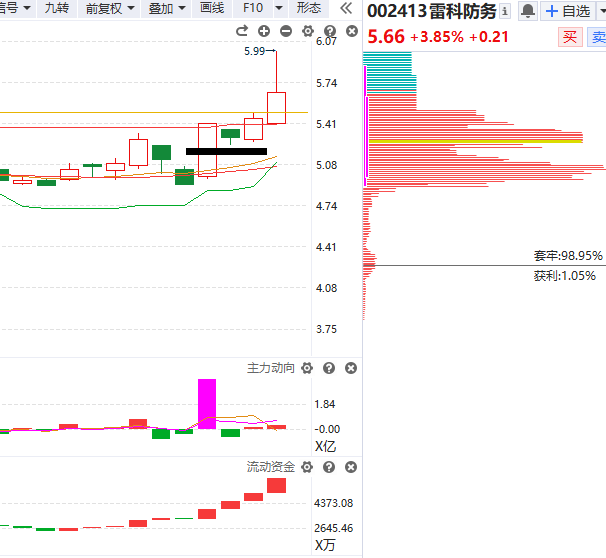 信号 九转 前复权 叠加 画线 F10 形态
002413雷科防务
自选
5.66 +3.85% +0.21
买 卖
5.99→
6.07
5.74
5.41
5.08
4.74
4.41
4.08
3.75
套牢:98.95%
获利:1.05%
主力动向
1.84
-0.00
X亿
流动资金
4373.08
2645.46
X万